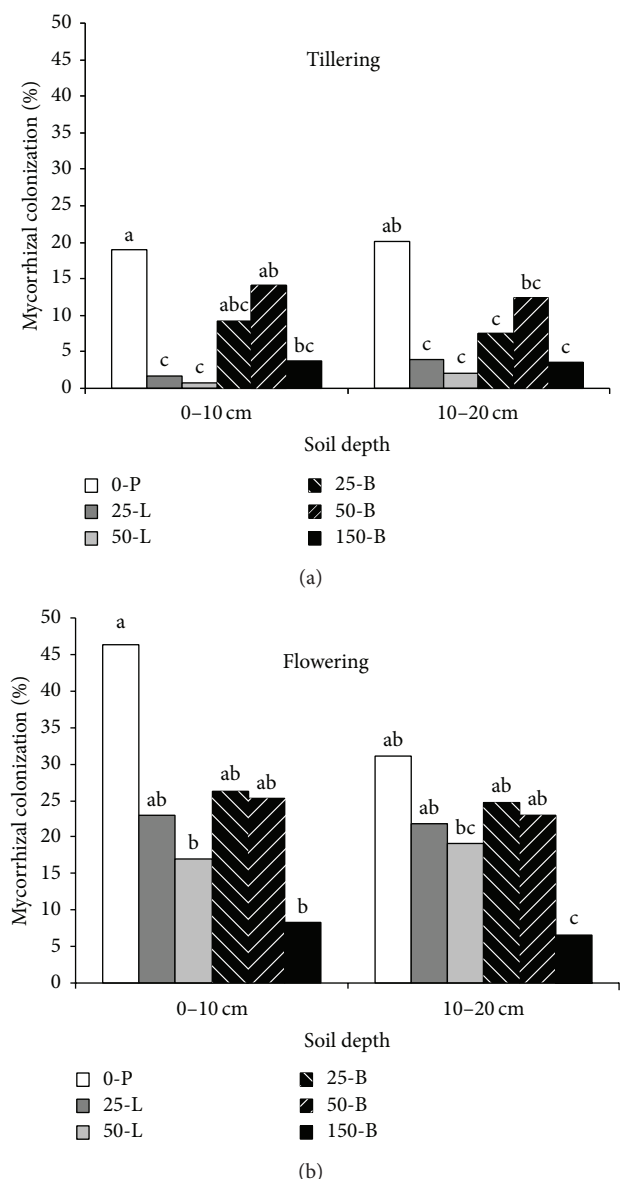 50
45
40
35
30
25
20
15
10
5
0
Mycorrhizal colonization (%)
Tillering
a
c
c
abc
ab
bc
ab
c
c
c
bc
c
0–10 cm
10–20 cm
Soil depth
0-P
25-L
50-L
25-B
50-B
150-B
(a)
50
45
40
35
30
25
20
15
10
5
0
Mycorrhizal colonization (%)
Flowering
a
ab
b
ab
ab
b
ab
ab
bc
ab
ab
c
0–10 cm
10–20 cm
Soil depth
0-P
25-L
50-L
25-B
50-B
150-B
(b)